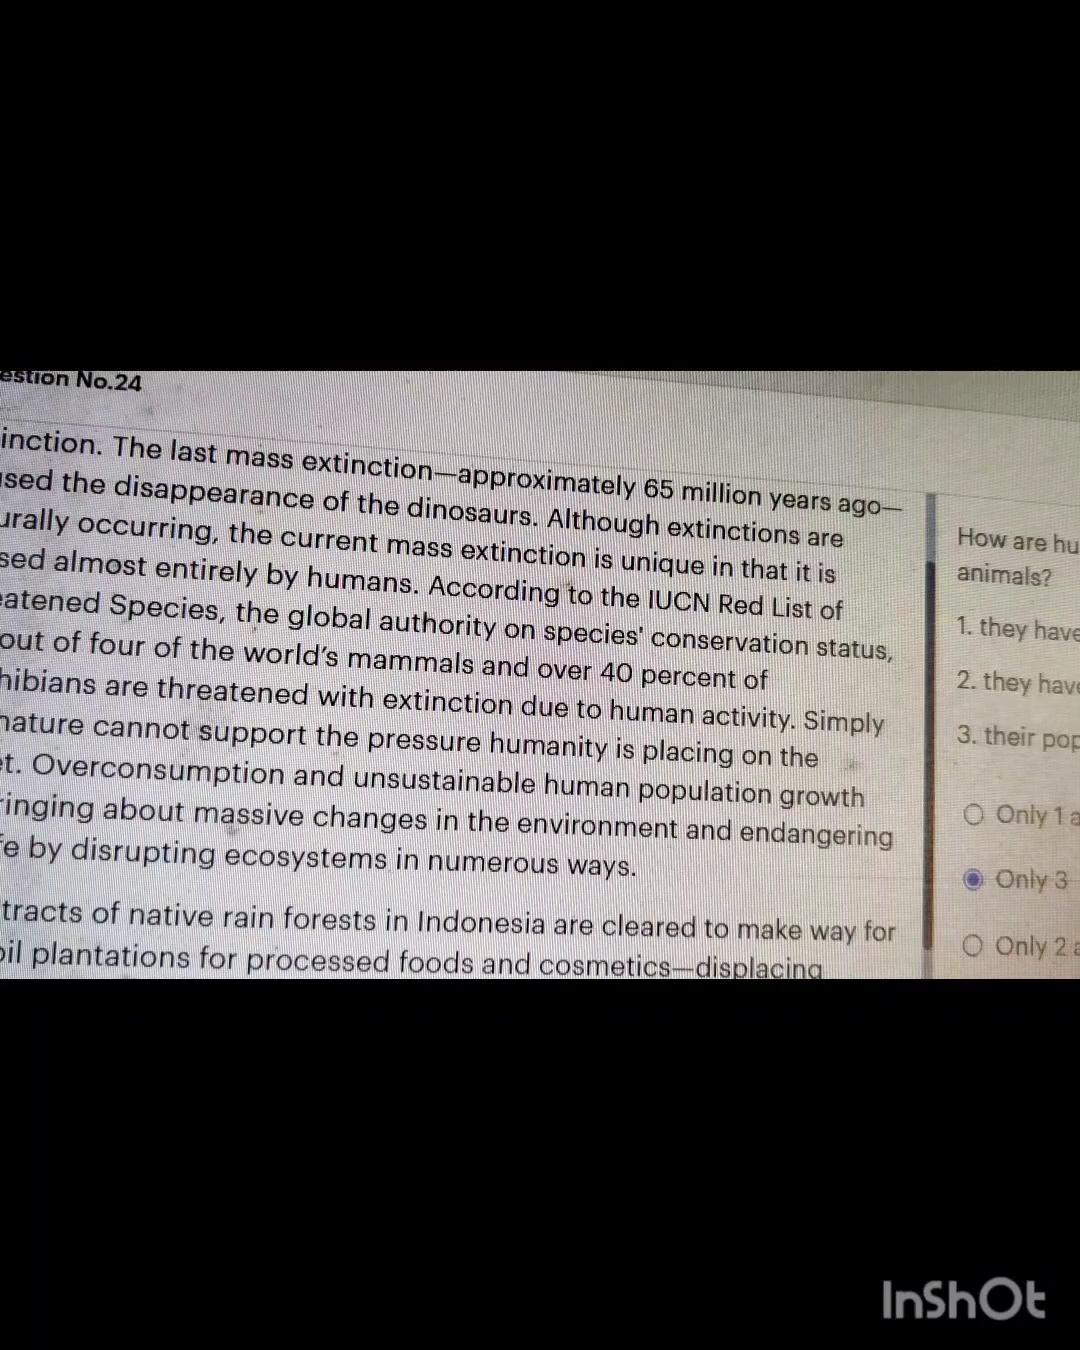 estion No.24
inction. The last mass extinction—approximately 65 million years ago—
used the disappearance of the dinosaurs. Although extinctions are
urally occurring, the current mass extinction is unique in that it is
sed almost entirely by humans. According to the IUCN Red List of
eatened Species, the global authority on species' conservation status,
out of four of the world's mammals and over 40 percent of
hibians are threatened with extinction due to human activity. Simply
nature cannot support the pressure humanity is placing on the
et. Overconsumption and unsustainable human population growth
ringing about massive changes in the environment and endangering
fe by disrupting ecosystems in numerous ways.
tracts of native rain forests in Indonesia are cleared to make way for
oil plantations for processed foods and cosmetics—displacing
How are hu
animals?
1. they have
2. they have
3. their pop
Only 1 a
Only 3
Only 2 a
InShOt